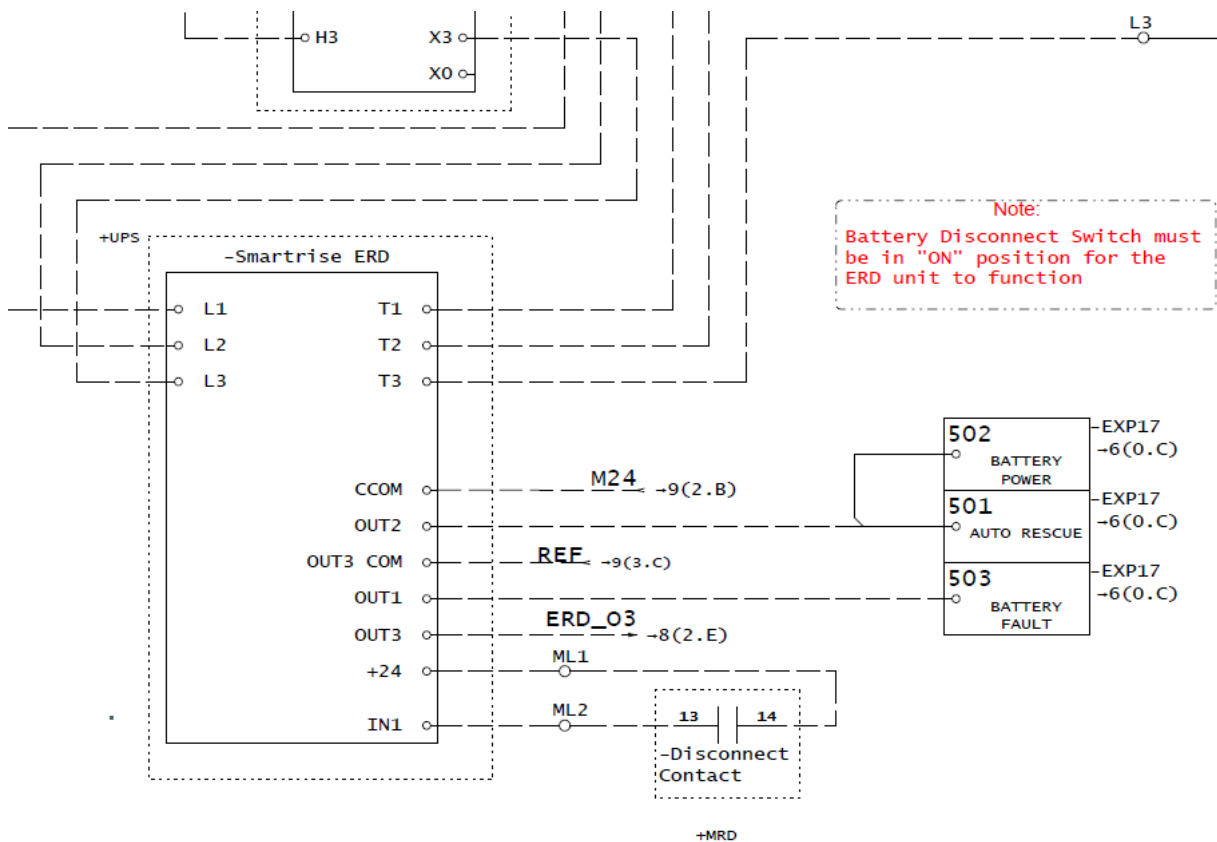 L3
H3
X3
X0
Note:
Battery Disconnect Switch must
be in "ON" position for the
ERD unit to function
+UPS
-Smartrise ERD
L1
T1
L2
T2
L3
T3
502
BATTERY
POWER
-EXP17
→6(0.C)
CCOM
M24
→9(2.B)
501
AUTO RESCUE
-EXP17
→6(0.C)
OUT2
OUT3 COM
REF
→9(3.C)
503
BATTERY
FAULT
-EXP17
→6(0.C)
OUT1
ERD_O3
→8(2.E)
OUT3
ML1
+24
ML2
IN1
13
14
-Disconnect
Contact
+MRD